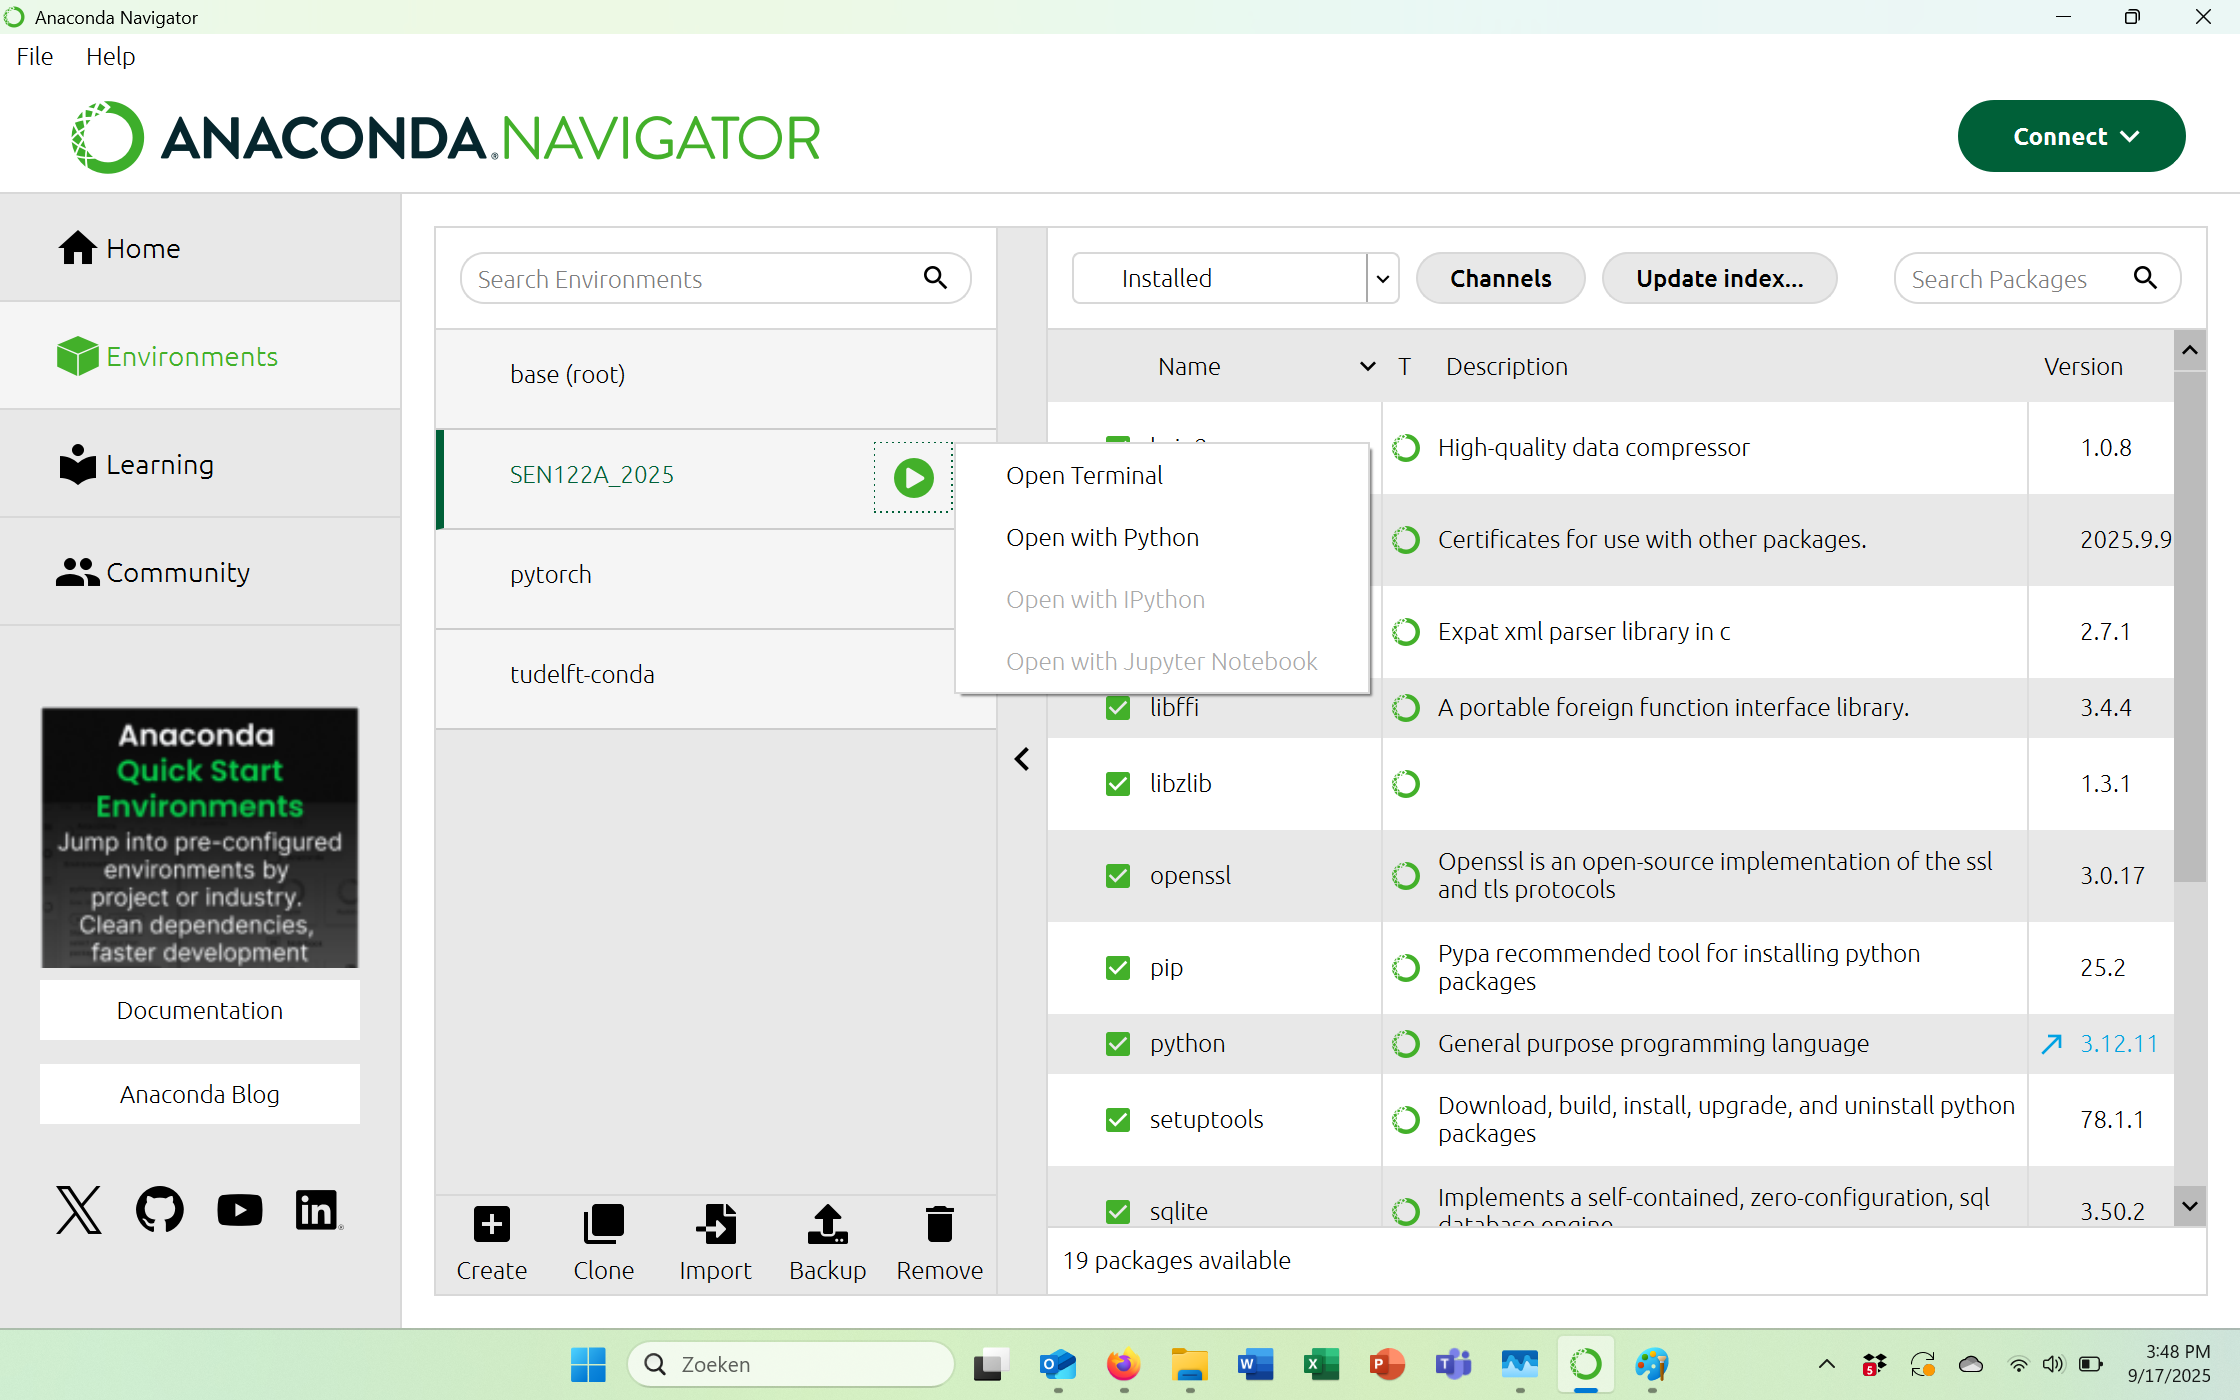 Anaconda Navigator
File Help
ANACONDA.NAVIGATOR
Connect
Home
Environments
Learning
Community
Anaconda
Quick Start
Environments
Jump into pre-configured
environments by
project or industry.
Clean dependencies,
faster development
Documentation
Anaconda Blog
Search Environments
base (root)
SEN122A_2025
pytorch
tudelft-conda
Open Terminal
Open with Python
Open with IPython
Open with Jupyter Notebook
Create Clone Import Backup Remove
Installed Channels Update index... Search Packages
Name T Description Version
High-quality data compressor 1.0.8
Certificates for use with other packages. 2025.9.9
Expat xml parser library in c 2.7.1
libffi A portable foreign function interface library. 3.4.4
libzlib 1.3.1
openssl Openssl is an open-source implementation of the ssl
and tls protocols 3.0.17
pip Pypa recommended tool for installing python
packages 25.2
python General purpose programming language 3.12.11
setuptools Download, build, install, upgrade, and uninstall python
packages 78.1.1
sqlite Implements a self-contained, zero-configuration, sql
database engine 3.50.2
19 packages available
Zoeken
3:48 PM
9/17/2025